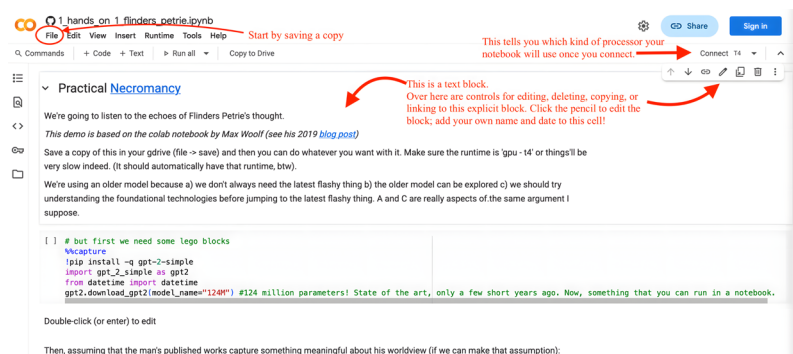 1_hands_on_1_flinders_petrie.ipynb
File Edit View Insert Runtime Tools Help
Start by saving a copy
Share
Sign in
This tells you which kind of processor your
notebook will use once you connect.
Commands + Code + Text Run all Copy to Drive
Connect T4
Practical Necromancy
This is a text block.
Over here are controls for editing, deleting, copying, or
linking to this explicit block. Click the pencil to edit the
block; add your own name and date to this cell!
We're going to listen to the echoes of Flinders Petrie's thought.
This demo is based on the colab notebook by Max Woolf (see his 2019 blog post)
Save a copy of this in your gdrive (file -> save) and then you can do whatever you want with it. Make sure the runtime is 'gpu - t4' or things'll be
very slow indeed. (It should automatically have that runtime, btw).
We're using an older model because a) we don't always need the latest flashy thing b) the older model can be explored c) we should try
understanding the foundational technologies before jumping to the latest flashy thing. A and C are really aspects of.the same argument I
suppose.
[ ] # but first we need some lego blocks
%%capture
!pip install -q gpt-2-simple
import gpt_2_simple as gpt2
from datetime import datetime
gpt2.download_gpt2(model_name="124M") #124 million parameters! State of the art, only a few short years ago. Now, something that you can run in a notebook.
Double-click (or enter) to edit
Then, assuming that the man's published works capture something meaningful about his worldview (if we can make that assumption):